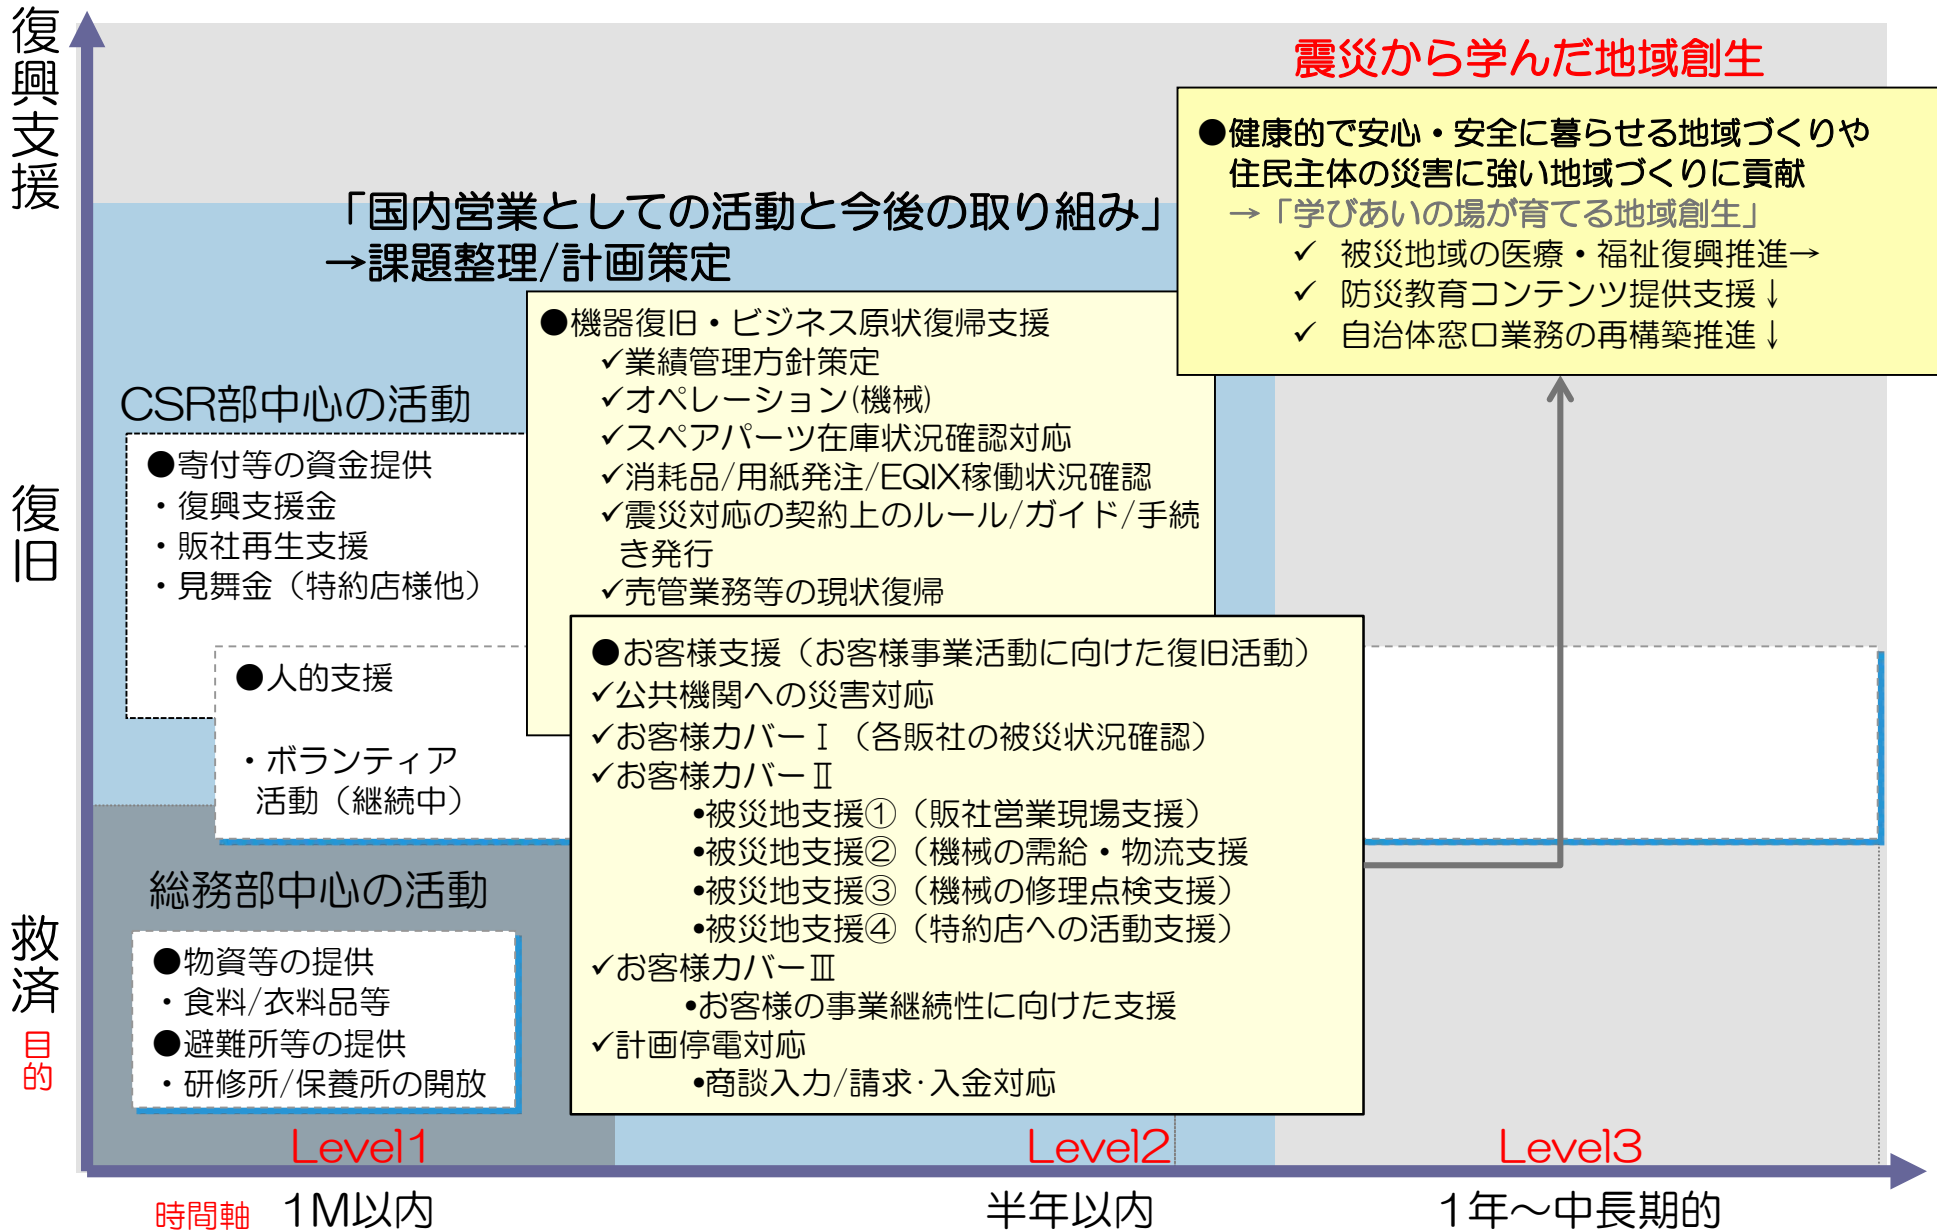 復興支援
復旧
救済
目的
震災から学んだ地域創生
●健康的で安心・安全に暮らせる地域づくりや
住民主体の災害に強い地域づくりに貢献
→「学びあいの場が育てる地域創生」
✓ 被災地域の医療・福祉復興推進→
✓ 防災教育コンテンツ提供支援↓
✓ 自治体窓口業務の再構築推進↓
「国内営業としての活動と今後の取り組み」
→課題整理/計画策定
●機器復旧・ビジネス原状復帰支援
✓業績管理方針策定
✓オペレーション(機械)
✓スペアパーツ在庫状況確認対応
✓消耗品/用紙発注/EQIX稼働状況確認
✓震災対応の契約上のルール/ガイド/手続
き発行
✓売管業務等の現状復帰
CSR部中心の活動
●寄付等の資金提供
・復興支援金
・販社再生支援
・見舞金（特約店様他）
●人的支援
・ボランティア
活動（継続中）
●お客様支援（お客様事業活動に向けた復旧活動）
✓公共機関への災害対応
✓お客様カバーⅠ（各販社の被災状況確認）
✓お客様カバーⅡ
•被災地支援①（販社営業現場支援）
•被災地支援②（機械の需給・物流支援
•被災地支援③（機械の修理点検支援）
•被災地支援④（特約店への活動支援）
✓お客様カバーⅢ
•お客様の事業継続性に向けた支援
✓計画停電対応
•商談入力/請求･入金対応
総務部中心の活動
●物資等の提供
・食料/衣料品等
●避難所等の提供
・研修所/保養所の開放
Level1
Level2
Level3
時間軸
1M以内
半年以内
1年～中長期的